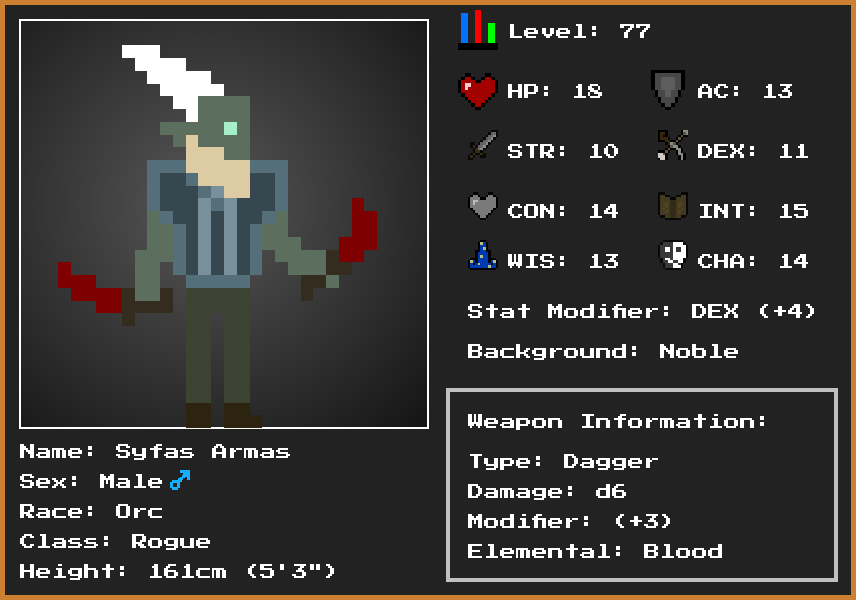 Level: 77
HP: 18 AC: 13
STR: 10 DEX: 11
CON: 14 INT: 15
WIS: 13 CHA: 14
Stat Modifier: DEX (+4)
Background: Noble
Weapon Information:
Type: Dagger
Damage: d6
Modifier: (+3)
Elemental: Blood
Name: Syfas Armas
Sex: Male ♂
Race: Orc
Class: Rogue
Height: 161cm (5'3")